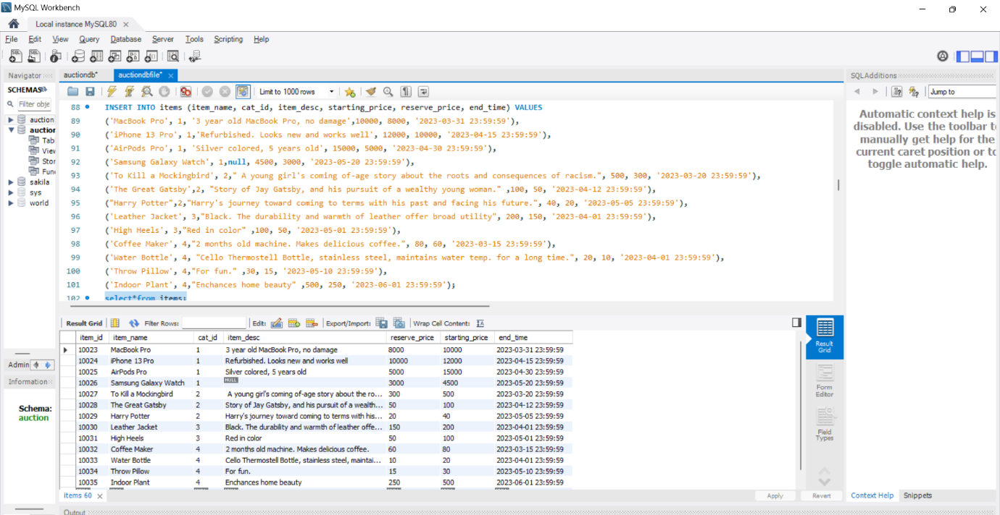 MySQL Workbench
Local instance MySQL80
File Edit View Query Database Server Tools Scripting Help
Navigator
auctiondb*
auctiondbfile*
SQLAdditions
SCHEMAS
Filter obje
Limit to 1000 rows
Jump to
auction
auction
Tab
View
Stor
Func
sakila
sys
world
88 INSERT INTO items (item_name, cat_id, item_desc, starting_price, reserve_price, end_time) VALUES
89 ('MacBook Pro', 1, '3 year old MacBook Pro, no damage',10000, 8000, '2023-03-31 23:59:59'),
90 ('iPhone 13 Pro', 1,'Refurbished. Looks new and works well', 12000, 10000, '2023-04-15 23:59:59'),
91 ('AirPods Pro', 1, 'Silver colored, 5 years old', 15000, 5000, '2023-04-30 23:59:59'),
92 ('Samsung Galaxy Watch', 1,null, 4500, 3000, '2023-05-20 23:59:59'),
93 ('To Kill a Mockingbird', 2," A young girl's coming of-age story about the roots and consequences of racism.", 500, 300, '2023-03-20 23:59:59'),
94 ('The Great Gatsby',2, "Story of Jay Gatsby, and his pursuit of a wealthy young woman." ,100, 50, '2023-04-12 23:59:59'),
95 ("Harry Potter",2,"Harry's journey toward coming to terms with his past and facing his future.", 40, 20, '2023-05-05 23:59:59'),
96 ('Leather Jacket', 3,"Black. The durability and warmth of leather offer broad utility", 200, 150, '2023-04-01 23:59:59'),
97 ('High Heels', 3,"Red in color" ,100, 50, '2023-05-01 23:59:59'),
98 ('Coffee Maker', 4,"2 months old machine. Makes delicious coffee.", 80, 60, '2023-03-15 23:59:59'),
99 ('Water Bottle', 4, "Cello Thermostell Bottle, stainless steel, maintains water temp. for a long time.", 20, 10, '2023-04-01 23:59:59'),
100 ('Throw Pillow', 4,"For fun." ,30, 15, '2023-05-10 23:59:59'),
101 ('Indoor Plant', 4,"Enchances home beauty" ,500, 250, '2023-06-01 23:59:59');
102 select*from items;
Automatic context help is
disabled. Use the toolbar t
manually get help for the
current caret position or to
toggle automatic help.
Result Grid Filter Rows: Edit: Export/Import: Wrap Cell Content:
item_id item_name cat_id item_desc reserve_price starting_price end_time
10023 MacBook Pro 1 3 year old MacBook Pro, no damage 8000 10000 2023-03-31 23:59:59
10024 iPhone 13 Pro 1 Refurbished. Looks new and works well 10000 12000 2023-04-15 23:59:59
10025 AirPods Pro 1 Silver colored, 5 years old 5000 15000 2023-04-30 23:59:59
10026 Samsung Galaxy Watch 1 NULL 3000 4500 2023-05-20 23:59:59
10027 To Kill a Mockingbird 2 A young girl's coming of-age story about the ro... 300 500 2023-03-20 23:59:59
10028 The Great Gatsby 2 Story of Jay Gatsby, and his pursuit of a wealth... 50 100 2023-04-12 23:59:59
10029 Harry Potter 2 Harry's journey toward coming to terms with his... 20 40 2023-05-05 23:59:59
10030 Leather Jacket 3 Black. The durability and warmth of leather offe... 150 200 2023-04-01 23:59:59
10031 High Heels 3 Red in color 50 100 2023-05-01 23:59:59
10032 Coffee Maker 4 2 months old machine. Makes delicious coffee. 60 80 2023-03-15 23:59:59
10033 Water Bottle 4 Cello Thermostell Bottle, stainless steel, maintai... 10 20 2023-04-01 23:59:59
10034 Throw Pillow 4 For fun. 15 30 2023-05-10 23:59:59
10035 Indoor Plant 4 Enchances home beauty 250 500 2023-06-01 23:59:59
Result
Grid
Form
Editor
Field
Types
Admin
Information
Schema:
auction
items 60
Apply
Revert
Context Help
Snippets
Output